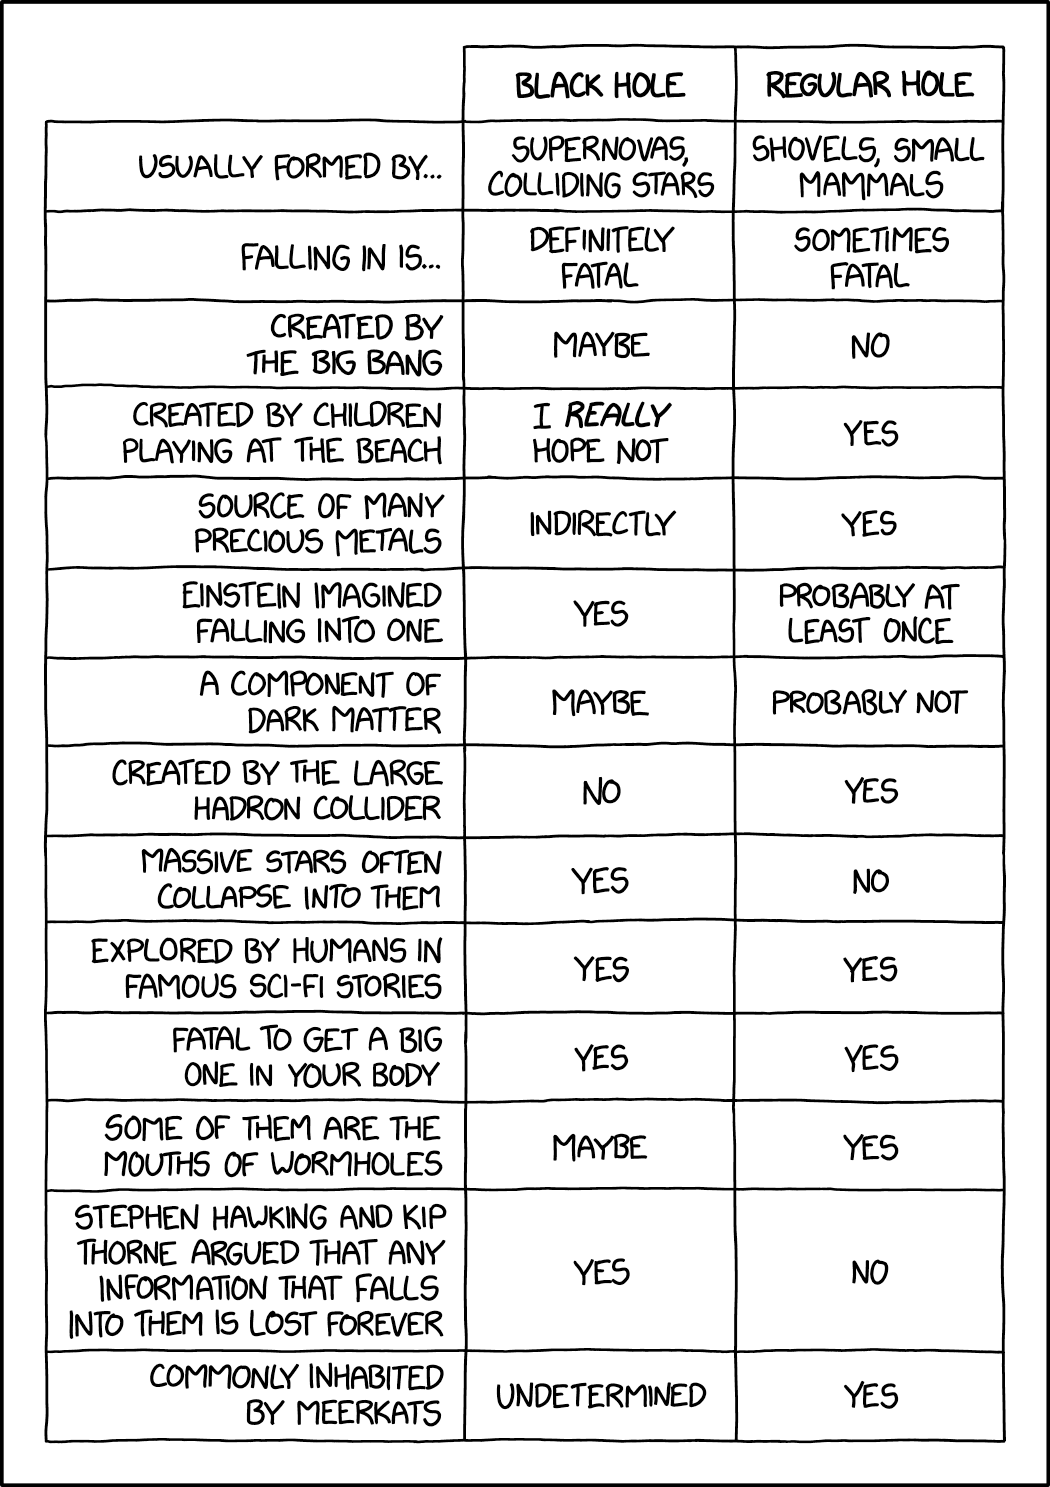 BLACK HOLE
REGULAR HOLE
USUALLY FORMED BY...
SUPERNOVAS,
COLLIDING STARS
SHOVELS, SMALL
MAMMALS
FALLING IN IS...
DEFINITELY
FATAL
SOMETIMES
FATAL
CREATED BY
THE BIG BANG
MAYBE
NO
CREATED BY CHILDREN
PLAYING AT THE BEACH
I REALLY
HOPE NOT
YES
SOURCE OF MANY
PRECIOUS METALS
INDIRECTLY
YES
EINSTEIN IMAGINED
FALLING INTO ONE
YES
PROBABLY AT
LEAST ONCE
A COMPONENT OF
DARK MATTER
MAYBE
PROBABLY NOT
CREATED BY THE LARGE
HADRON COLLIDER
NO
YES
MASSIVE STARS OFTEN
COLLAPSE INTO THEM
YES
NO
EXPLORED BY HUMANS IN
FAMOUS SCI-FI STORIES
YES
YES
FATAL TO GET A BIG
ONE IN YOUR BODY
YES
YES
SOME OF THEM ARE THE
MOUTHS OF WORMHOLES
MAYBE
YES
STEPHEN HAWKING AND KIP
THORNE ARGUED THAT ANY
INFORMATION THAT FALLS
INTO THEM IS LOST FOREVER
YES
NO
COMMONLY INHABITED
BY MEERKATS
UNDETERMINED
YES